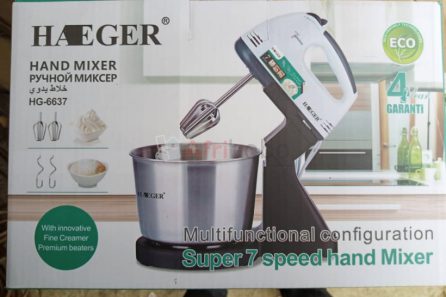 HAEGER
HAND MIXER
РУЧНОЙ МИКСЕР
خلاط يدوي
HG-6637
ECO
4
GARANTI
HAEGER
HAEGER
With innovative
Fine Creamer
Premium beaters
Multifunctional configuration
Super 7 speed hand Mixer